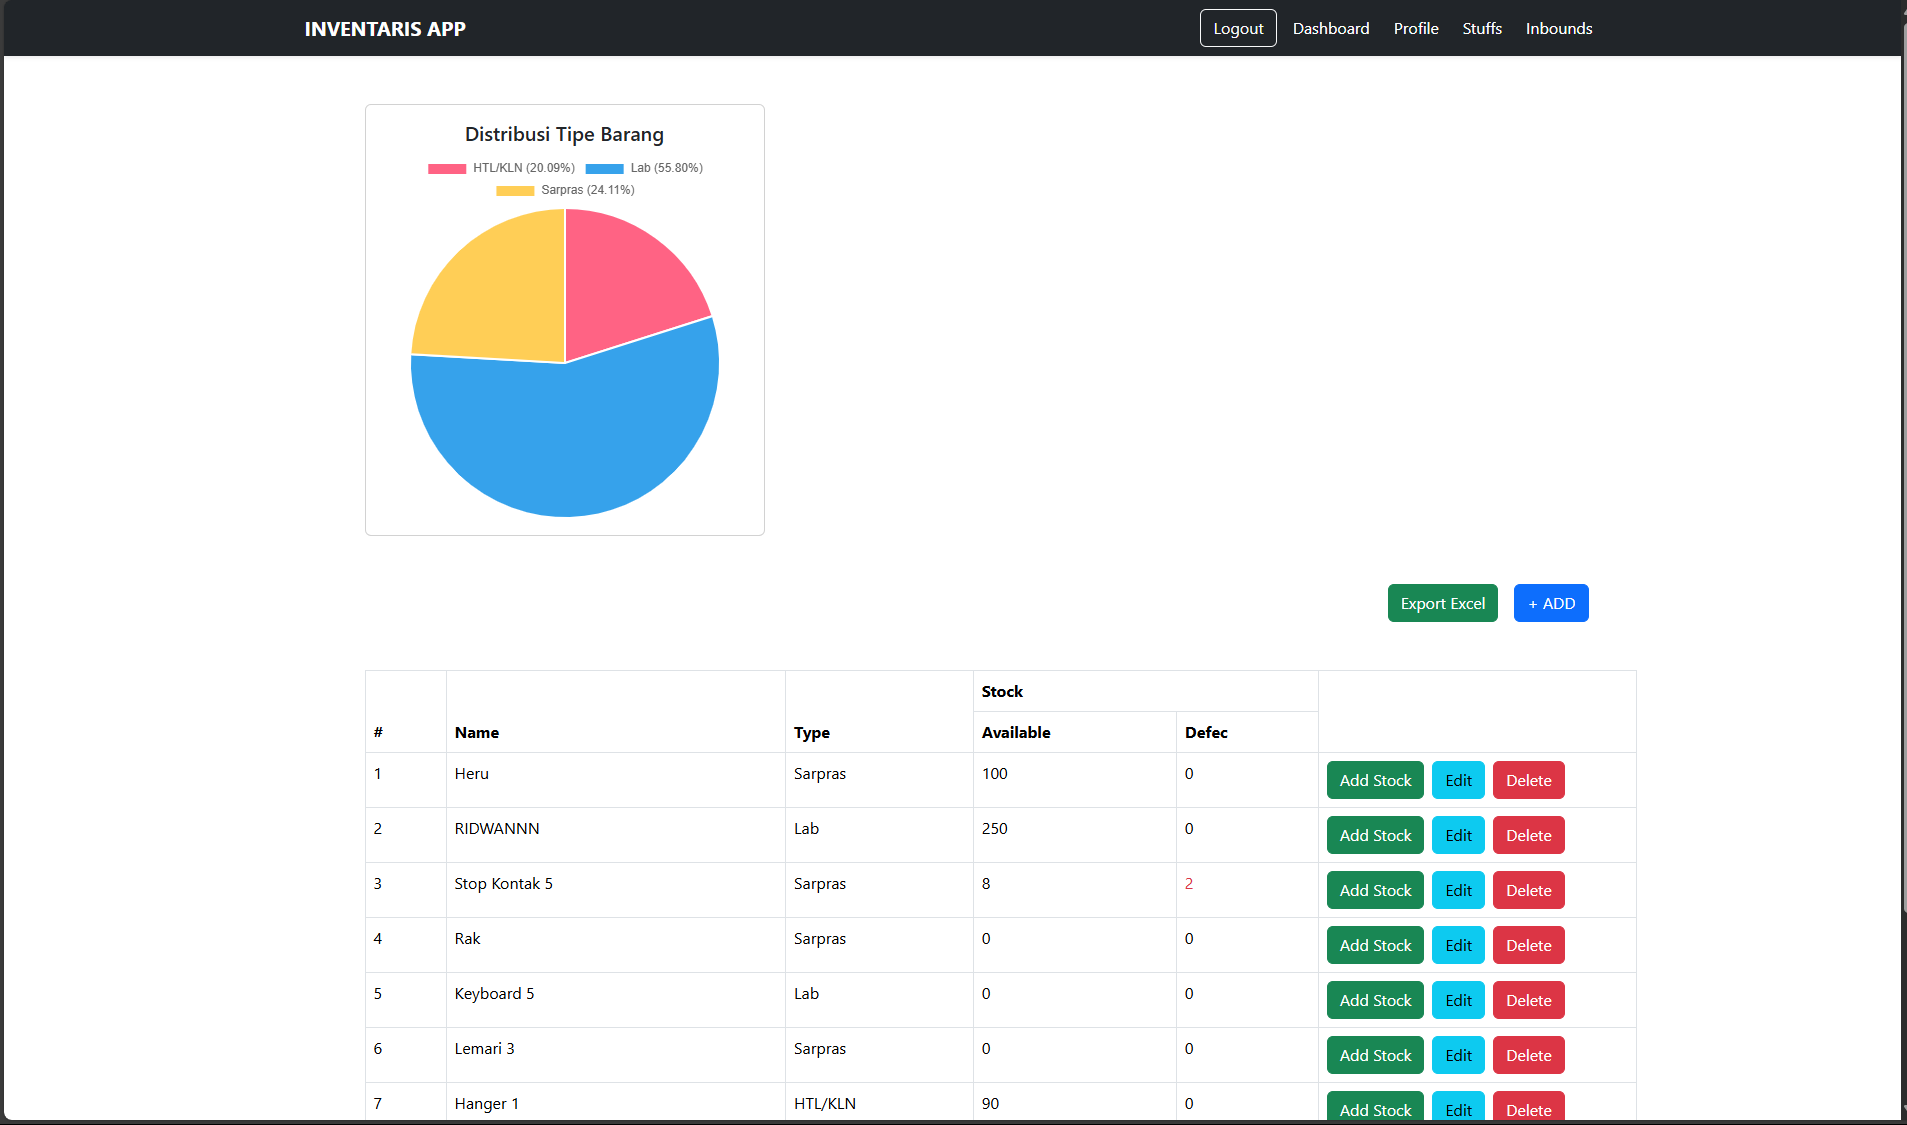 INVENTARIS APP Logout Dashboard Profile Stuffs Inbounds
Distribusi Tipe Barang
HTL/KLN (20.09%) Lab (55.80%)
Sarpras (24.11%)
Export Excel + ADD
Stock
# Name Type Available Defec
1 Heru Sarpras 100 0 Add Stock Edit Delete
2 RIDWANNN Lab 250 0 Add Stock Edit Delete
3 Stop Kontak 5 Sarpras 8 2 Add Stock Edit Delete
4 Rak Sarpras 0 0 Add Stock Edit Delete
5 Keyboard 5 Lab 0 0 Add Stock Edit Delete
6 Lemari 3 Sarpras 0 0 Add Stock Edit Delete
7 Hanger 1 HTL/KLN 90 0 Add Stock Edit Delete